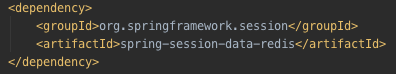 <dependency>
    <groupId>org.springframework.session</groupId>
    <artifactId>spring-session-data-redis</artifactId>
</dependency>